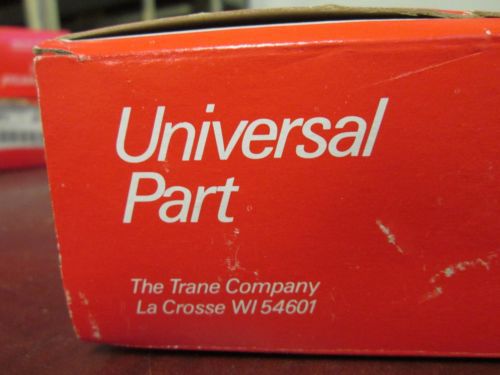 Universal
Part
The Trane Company
La Crosse WI 54601